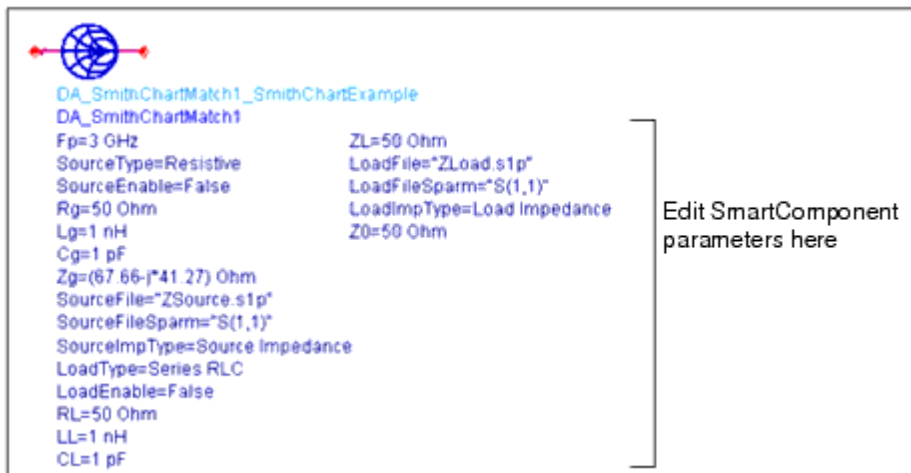 DA_SmithChartMatch1_SmithChartExample
DA_SmithChartMatch1
Fp=3 GHz
SourceType=Resistive
SourceEnable=False
Rg=50 Ohm
Lg=1 nH
Cg=1 pF
Zg=(67.66-j*41.27) Ohm
SourceFile="ZSource.s1p"
SourceFileSparm="S(1,1)"
SourceImpType=Source Impedance
LoadType=Series RLC
LoadEnable=False
RL=50 Ohm
LL=1 nH
CL=1 pF
ZL=50 Ohm
LoadFile="ZLoad.s1p"
LoadFileSparm="S(1,1)"
LoadImpType=Load Impedance
Z0=50 Ohm
Edit SmartComponent
parameters here